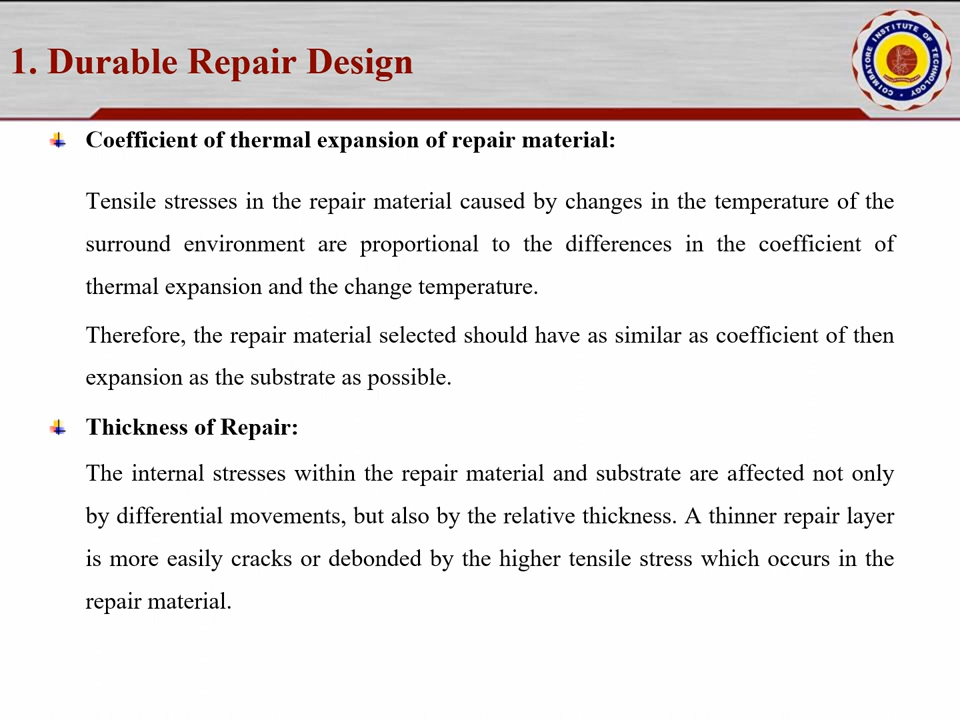 1. Durable Repair Design
COIMBATORE INSTITUTE OF TECHNOLOGY
Coefficient of thermal expansion of repair material:
Tensile stresses in the repair material caused by changes in the temperature of the
surround environment are proportional to the differences in the coefficient of
thermal expansion and the change temperature.
Therefore, the repair material selected should have as similar as coefficient of then
expansion as the substrate as possible.
Thickness of Repair:
The internal stresses within the repair material and substrate are affected not only
by differential movements, but also by the relative thickness. A thinner repair layer
is more easily cracks or debonded by the higher tensile stress which occurs in the
repair material.